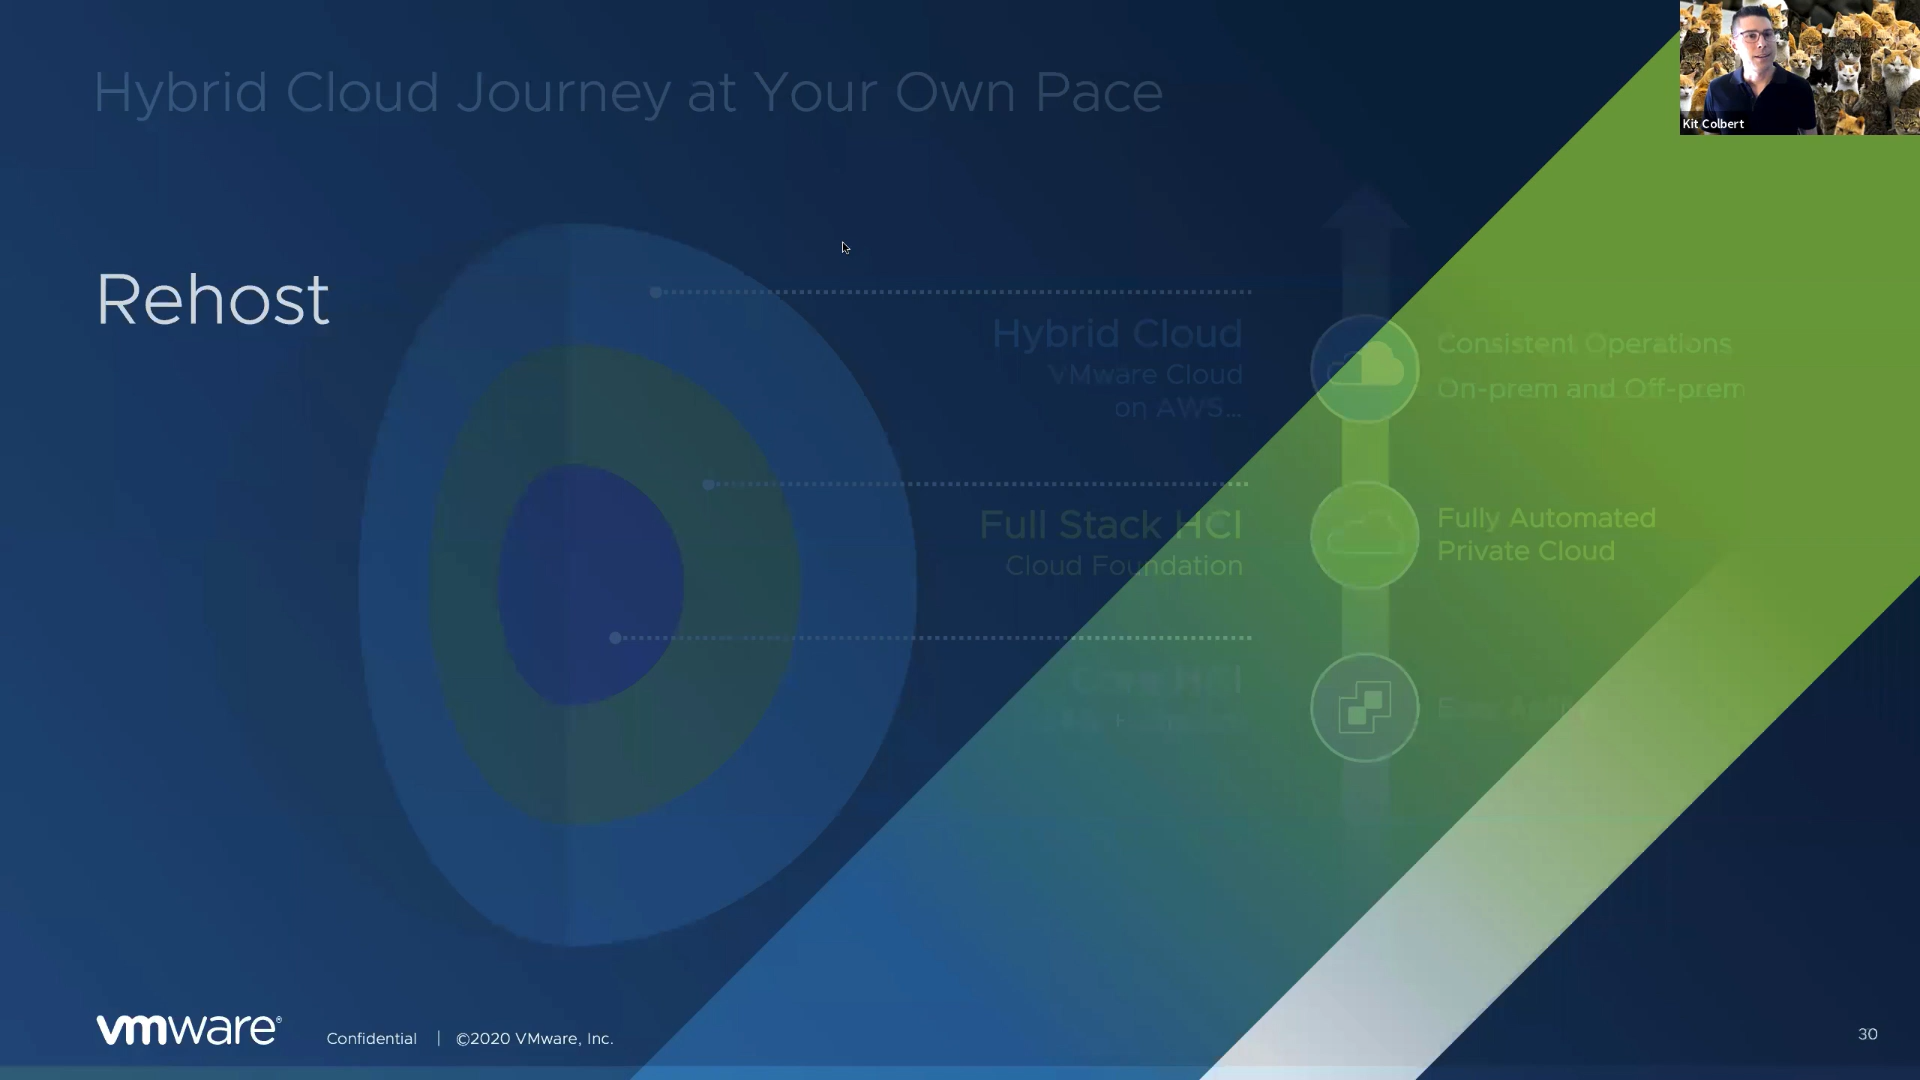 Hybrid Cloud Journey at Your Own Pace
Kit Colbert
Rehost
Hybrid Cloud
VMware Cloud
on AWS...
Consistent Operations
On-prem and Off-prem
Full Stack HCI
Cloud Foundation
Fully Automated
Private Cloud
HCI
vmware®
Confidential | ©2020 VMware, Inc.
30